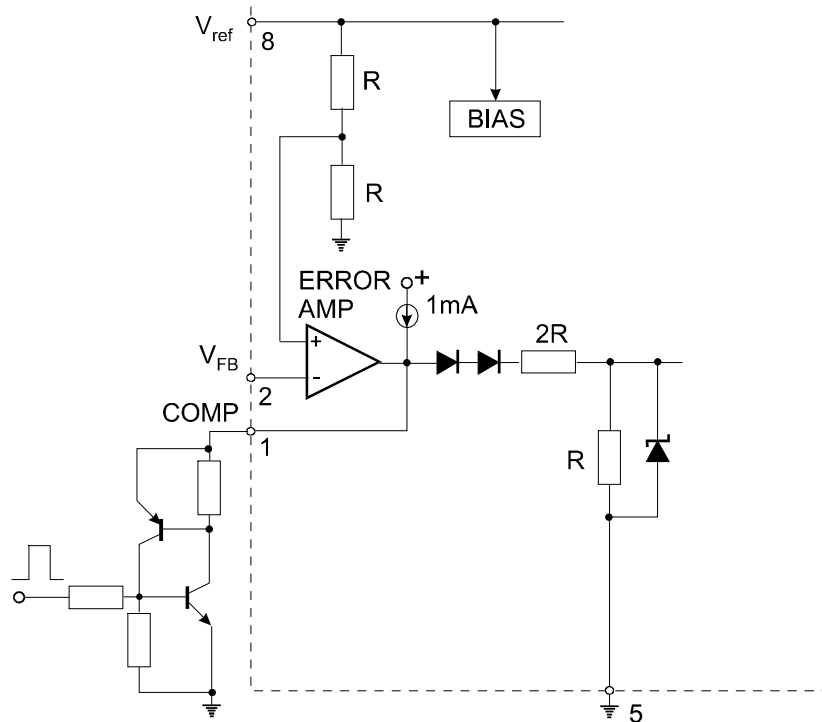 Vref
8
R
BIAS
R
ERROR
AMP
+
1mA
2R
+
-
VFB
2
COMP
1
R
5